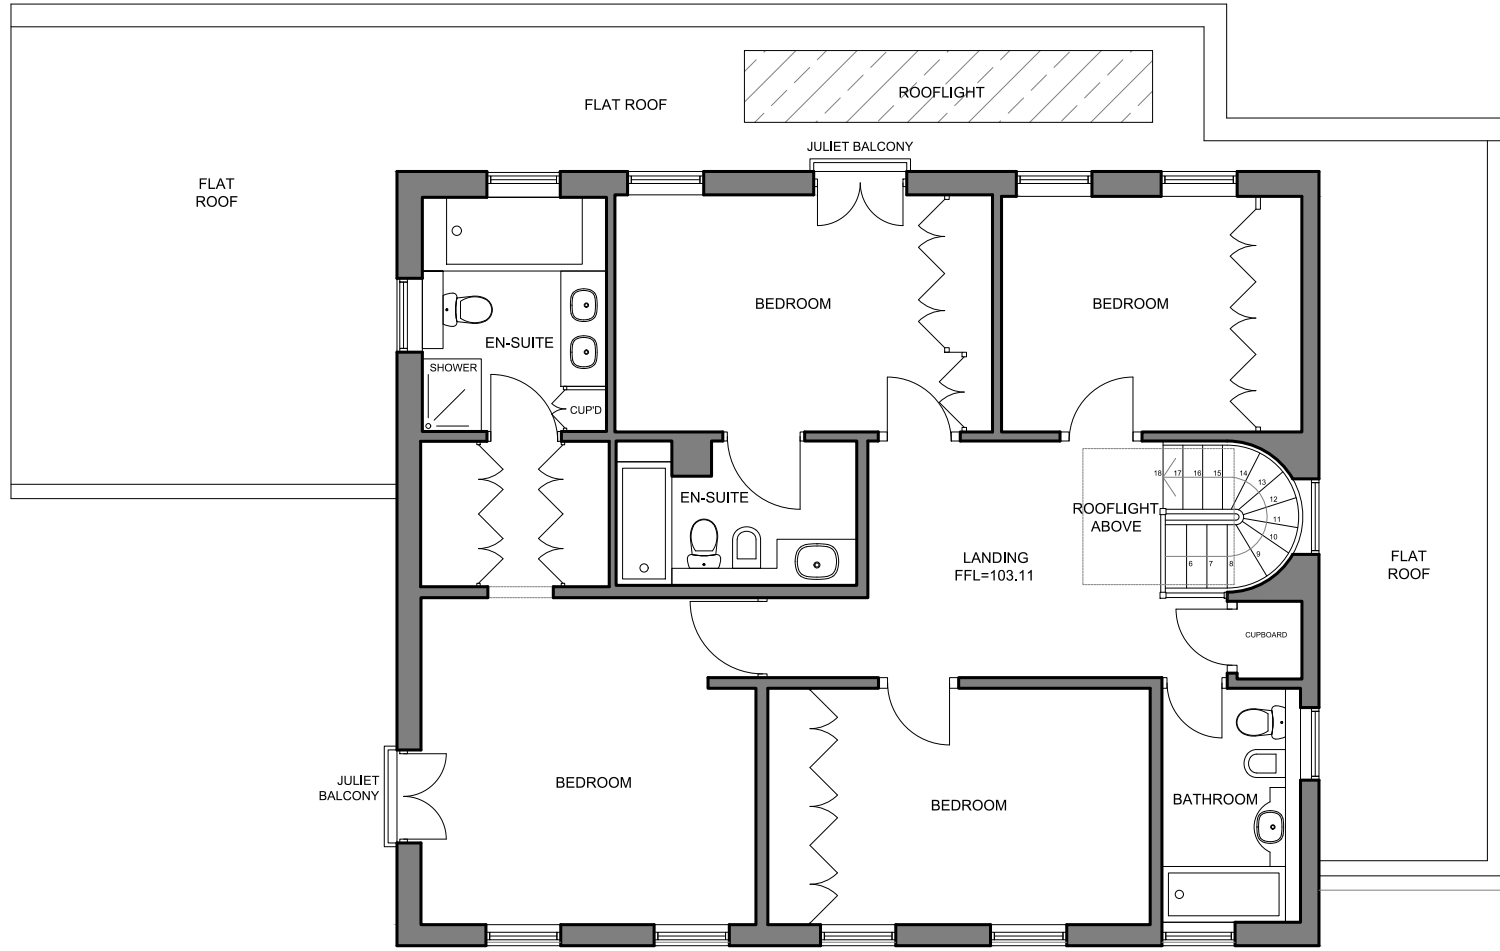 ROOFLIGHT
FLAT ROOF
JULIET BALCONY
FLAT
ROOF
BEDROOM
BEDROOM
EN-SUITE
SHOWER
CUP'D
EN-SUITE
18 17 16 15 14
13
12
11
10
9
8
7
6
ROOFLIGHT
ABOVE
LANDING
FFL=103.11
FLAT
ROOF
CUPBOARD
JULIET
BALCONY
BEDROOM
BEDROOM
BATHROOM